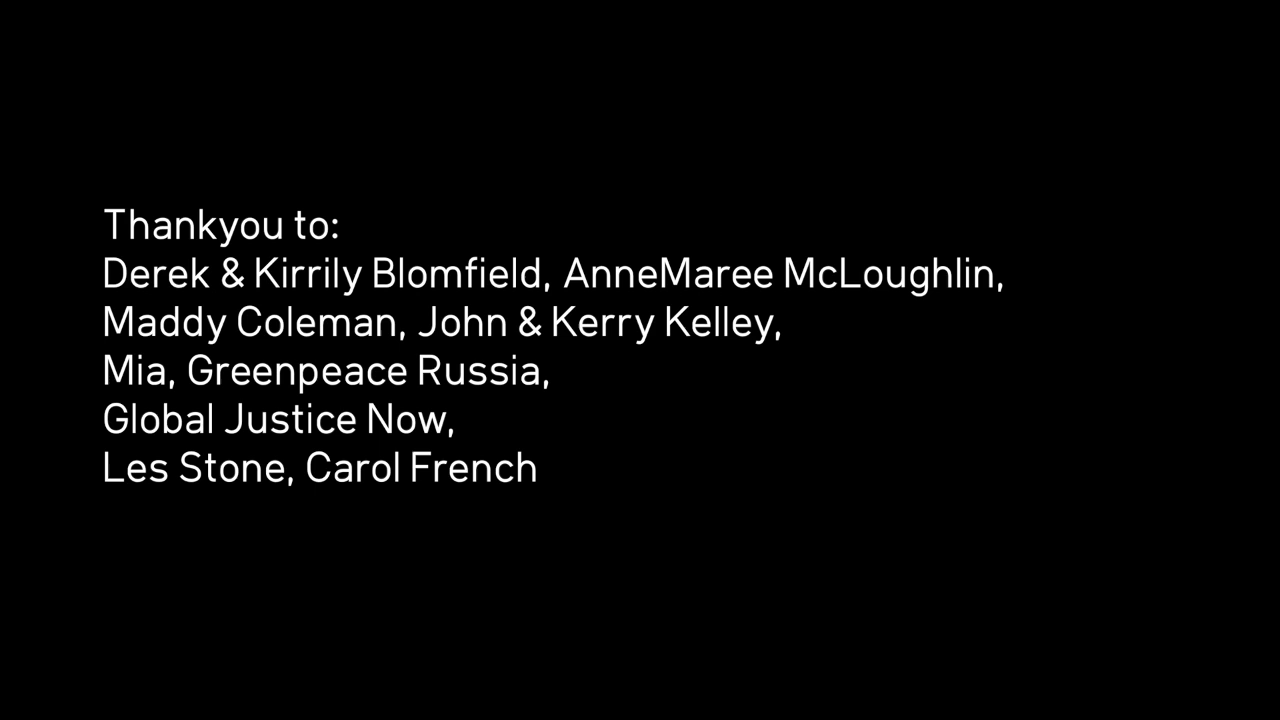 Thankyou to:
Derek & Kirrily Blomfield, AnneMaree McLoughlin,
Maddy Coleman, John & Kerry Kelley,
Mia, Greenpeace Russia,
Global Justice Now,
Les Stone, Carol French